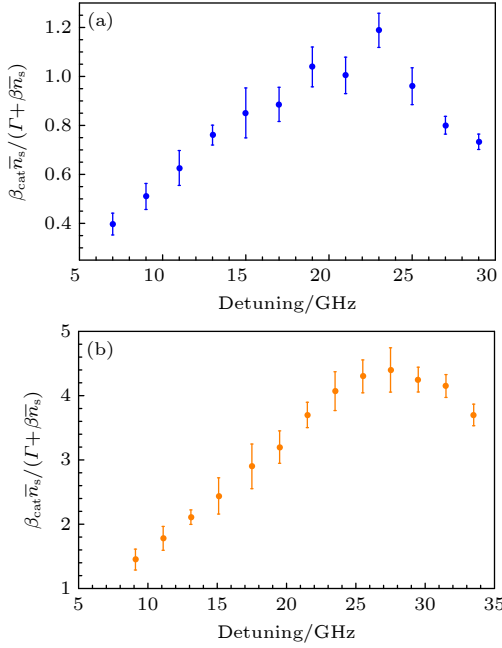 (a)
1.2
1.0
0.8
0.6
0.4
β_cat n̄_s/(Γ+βn̄_s)
5 10 15 20 25 30
Detuning/GHz
(b)
5
4
3
2
1
β_cat n̄_s/(Γ+βn̄_s)
5 10 15 20 25 30 35
Detuning/GHz